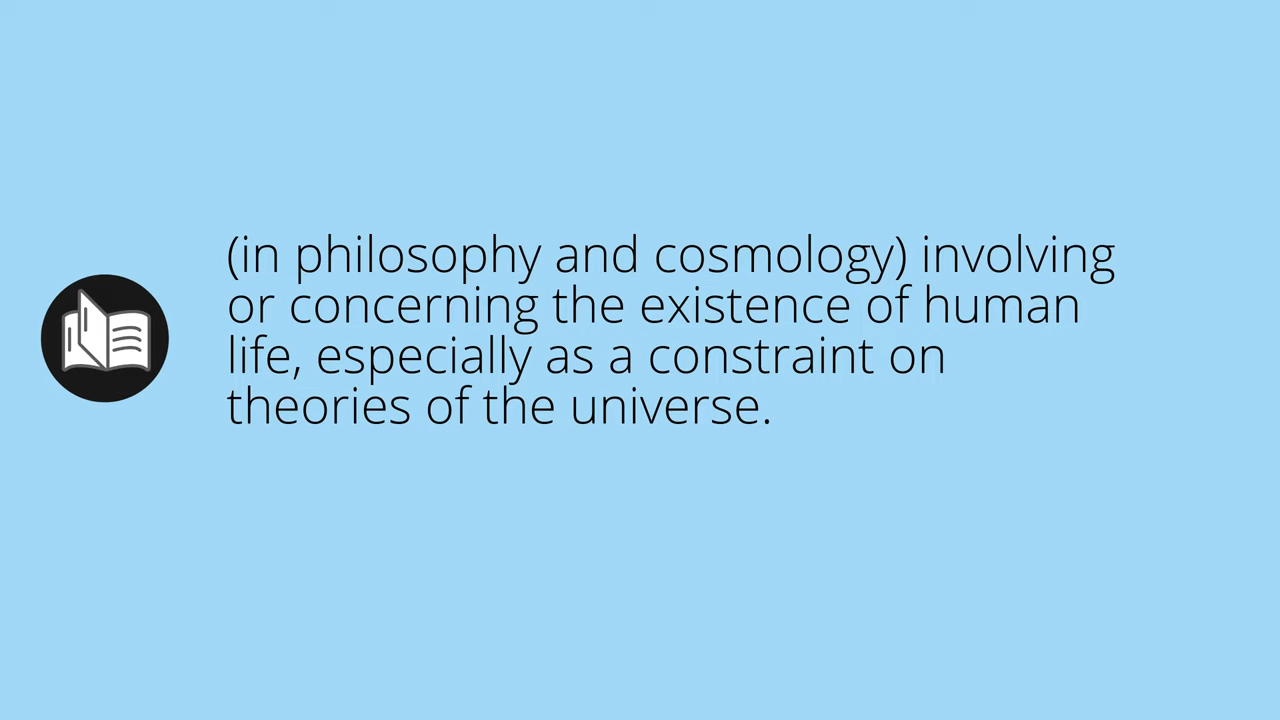 (in philosophy and cosmology) involving
or concerning the existence of human
life, especially as a constraint on
theories of the universe.